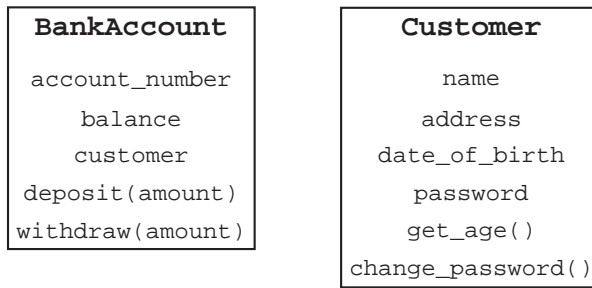 BankAccount
account_number
balance
customer
deposit(amount)
withdraw(amount)
Customer
name
address
date_of_birth
password
get_age()
change_password()